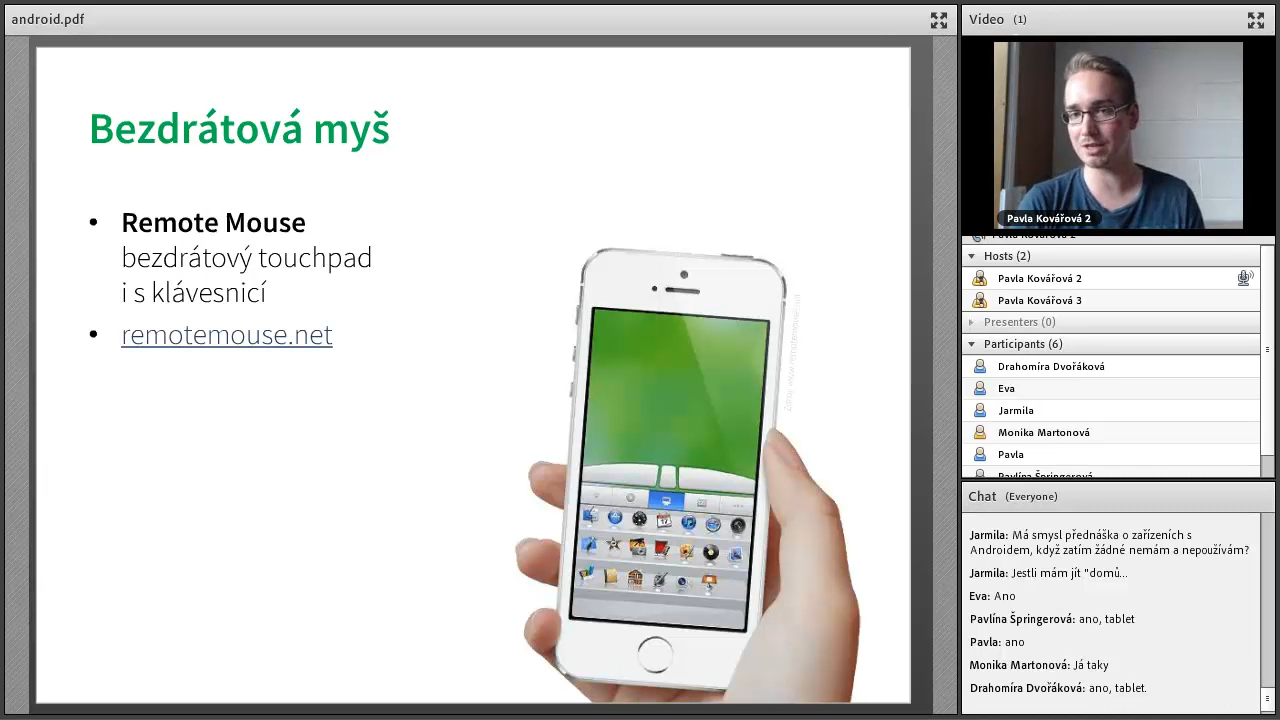 android.pdf
Bezdrátová myš
• Remote Mouse
bezdrátový touchpad
i s klávesnicí
• remotemouse.net
Video (1)
Pavla Kovářová 2
Hosts (2)
Pavla Kovářová 2
Pavla Kovářová 3
Presenters (0)
Participants (6)
Drahomíra Dvořáková
Eva
Jarmila
Monika Martonová
Pavla
Pavlína Špringerová
Chat (Everyone)
Jarmila: Má smysl přednáška o zařízeních s
Androidem, když zatím žádné nemám a nepoužívám?
Jarmila: Jestli mám jít "domů...
Eva: Ano
Pavlína Špringerová: ano, tablet
Pavla: ano
Monika Martonová: Já taky
Drahomíra Dvořáková: ano, tablet.